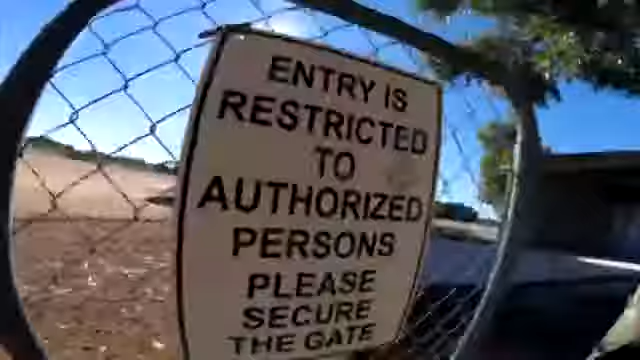 ENTRY IS
RESTRICTED
TO
AUTHORIZED
PERSONS
PLEASE
SECURE
THE GATE